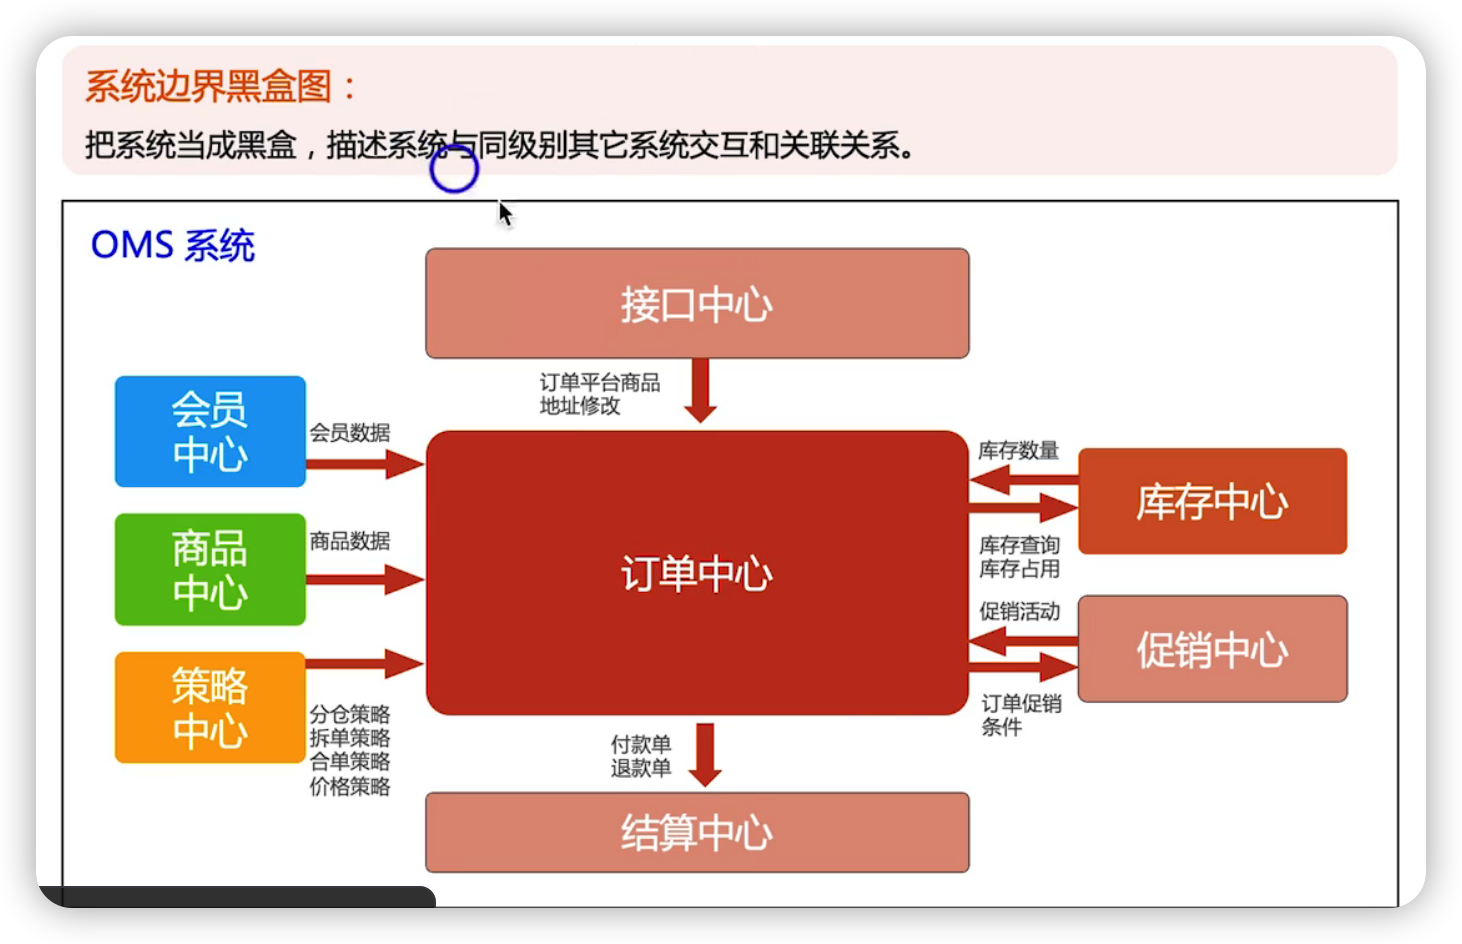 系统边界黑盒图：
把系统当成黑盒，描述系统与同级别其它系统交互和关联关系。
OMS 系统
接口中心
订单平台商品
地址修改
会员
中心
会员数据
商品
中心
商品数据
策略
中心
分仓策略
拆单策略
合单策略
价格策略
订单中心
库存数量
库存查询
库存占用
库存中心
促销活动
订单促销
条件
促销中心
付款单
退款单
结算中心